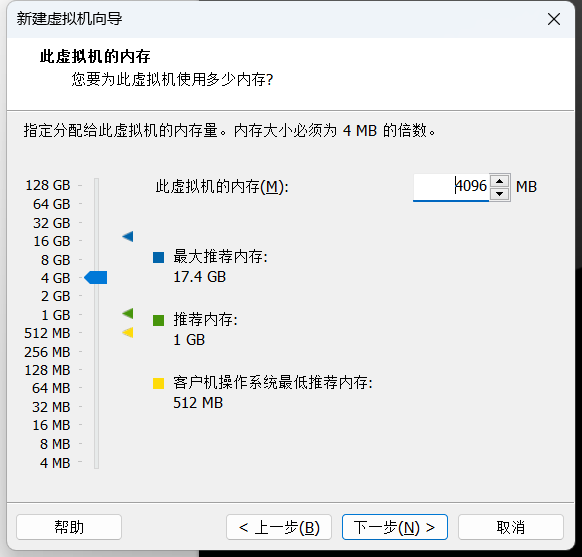 新建虚拟机向导
此虚拟机的内存
您要为此虚拟机使用多少内存?
指定分配给此虚拟机的内存量。内存大小必须为 4 MB 的倍数。
128 GB
64 GB
32 GB
16 GB
8 GB
4 GB
2 GB
1 GB
512 MB
256 MB
128 MB
64 MB
32 MB
16 MB
8 MB
4 MB
此虚拟机的内存(M): 4096 MB
最大推荐内存:
17.4 GB
推荐内存:
1 GB
客户机操作系统最低推荐内存:
512 MB
帮助 < 上一步(B) 下一步(N) > 取消